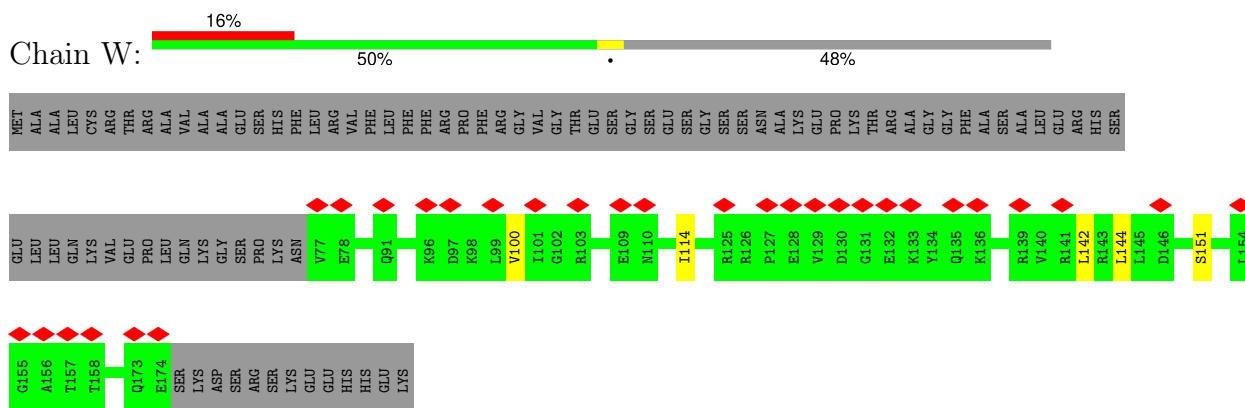 16%
Chain W:
50%
•
48%
MET ALA ALA LEU CYS ARG THR ARG ALA VAL ALA ALA GLU SER HIS PHE LEU ARG VAL PHE LEU PHE PHE ARG PRO PHE ARG GLY VAL GLY THR GLU SER GLY SER GLU SER GLY SER SER ASN ALA LYS GLU PRO LYS THR ARG ALA GLY GLY PHE ALA SER ALA LEU GLU ARG HIS SER
GLU LEU LEU GLN LYS VAL GLU PRO LEU GLN LYS GLY SER PRO LYS ASN V77 E78 Q91 K96 D97 K98 L99 V100 I101 G102 R103 E109 N110 I114 R125 R126 P127 E128 V129 D130 G131 E132 K133 Y134 Q135 K136 R139 V140 R141 L142 R143 L144 L145 D146 S151 L154
G155 A156 T157 T158 Q173 E174 SER LYS ASP SER ARG SER LYS GLU GLU HIS HIS GLU LYS